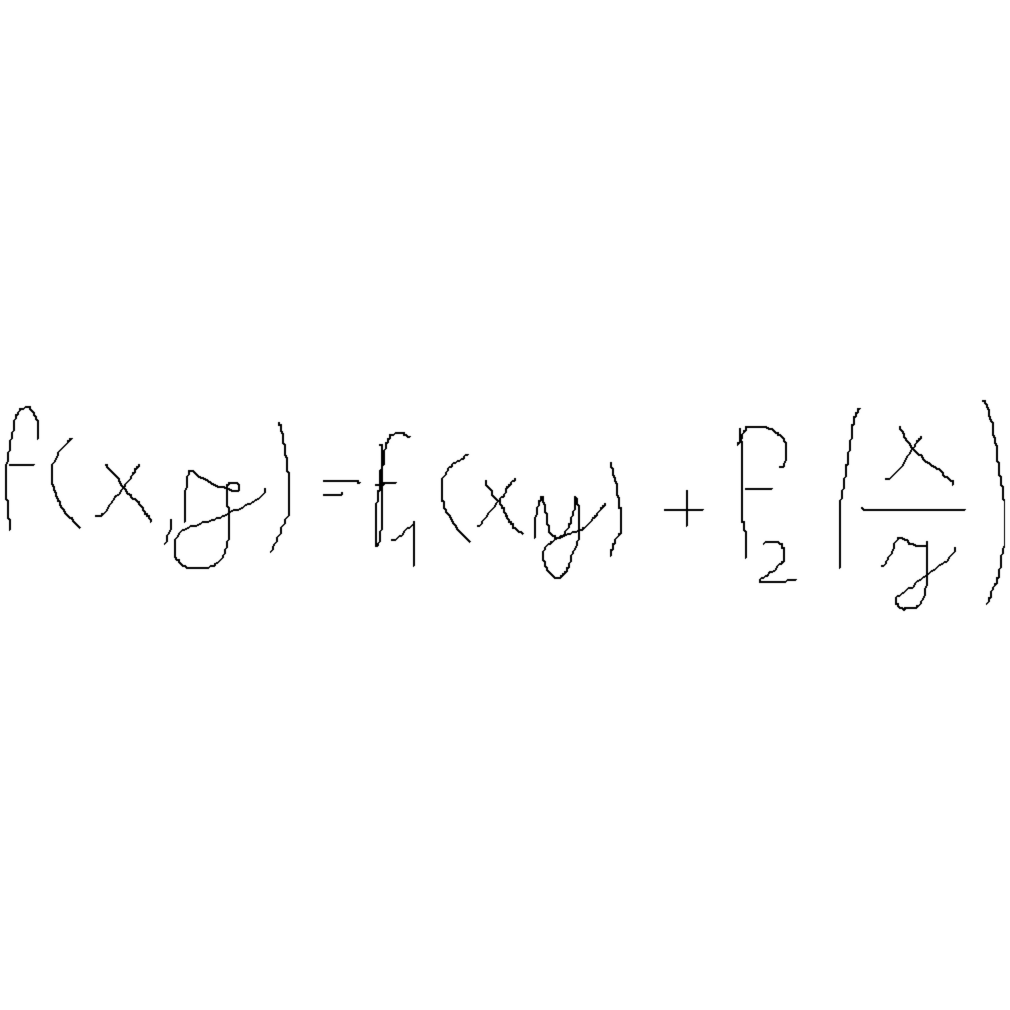 f(x,y) = f₁(xy) + f₂(x/y)